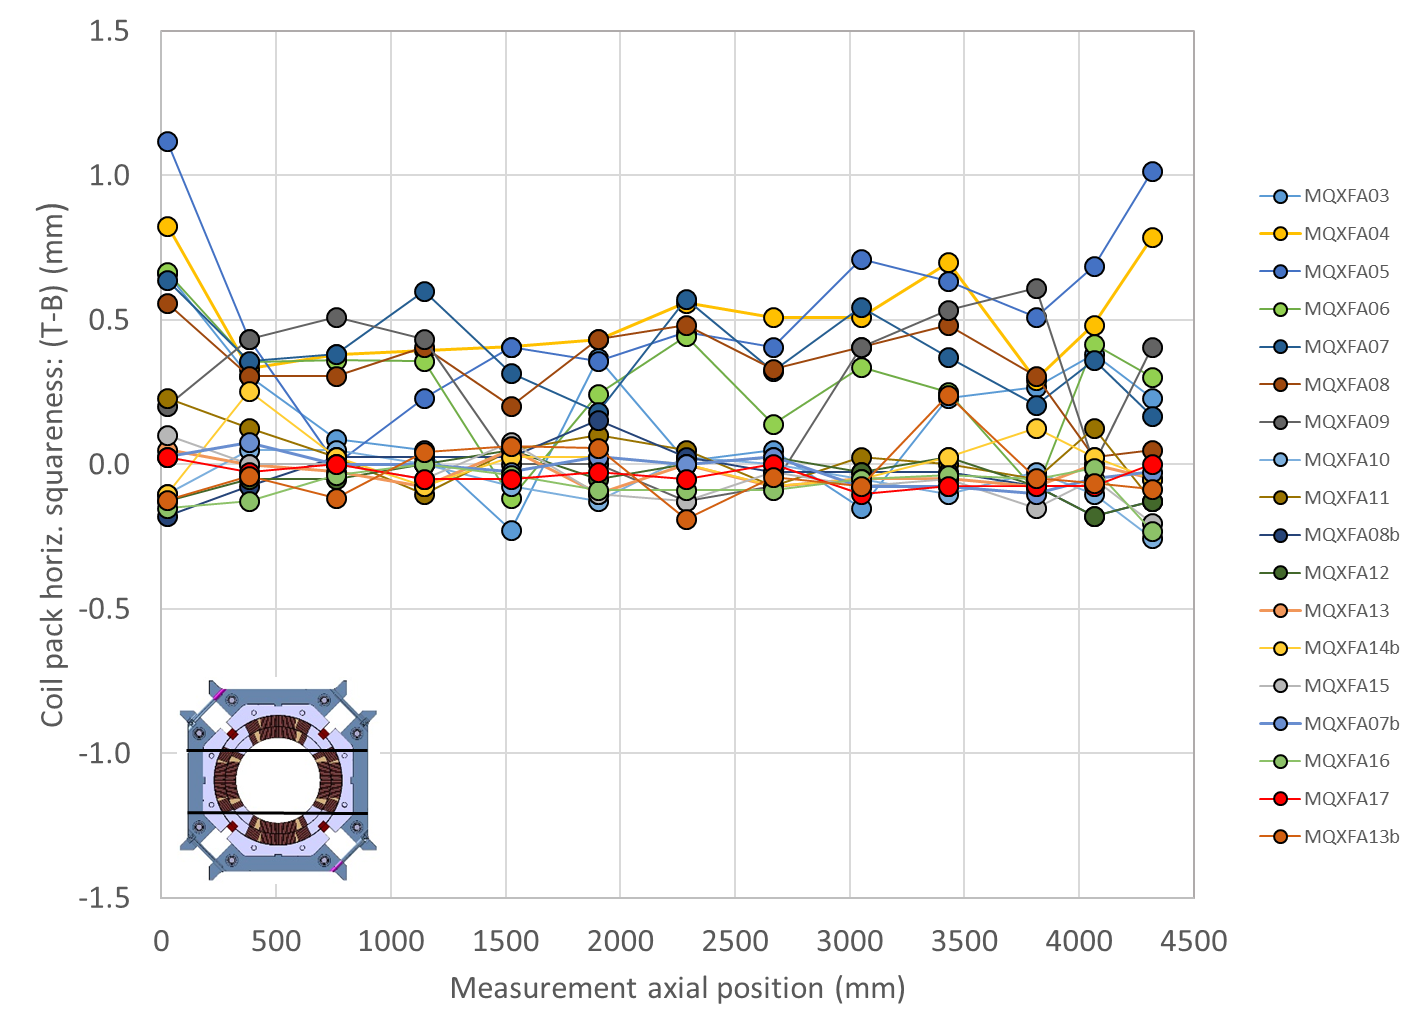 Coil pack horiz. squareness: (T-B) (mm)
1.5
1.0
0.5
0.0
-0.5
-1.0
-1.5
0 500 1000 1500 2000 2500 3000 3500 4000 4500
Measurement axial position (mm)
MQXFA03
MQXFA04
MQXFA05
MQXFA06
MQXFA07
MQXFA08
MQXFA09
MQXFA10
MQXFA11
MQXFA08b
MQXFA12
MQXFA13
MQXFA14b
MQXFA15
MQXFA07b
MQXFA16
MQXFA17
MQXFA13b